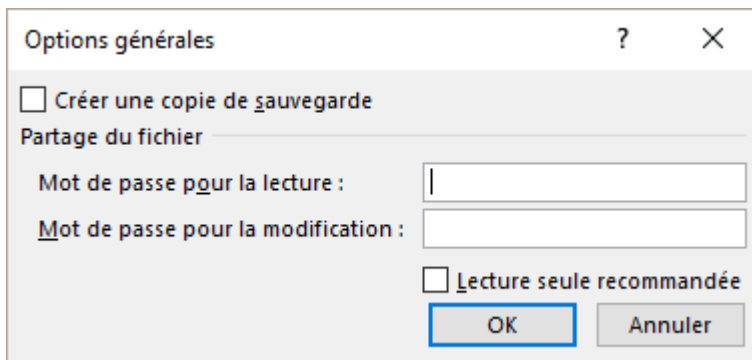 Options générales ?
Créer une copie de sauvegarde
Partage du fichier
Mot de passe pour la lecture :
Mot de passe pour la modification :
Lecture seule recommandée
OK Annuler